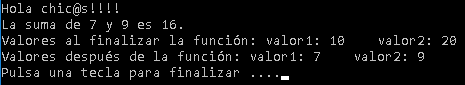 Hola chic@s!!!!
La suma de 7 y 9 es 16.
Valores al finalizar la función: valor1: 10    valor2: 20
Valores después de la función: valor1: 7    valor2: 9
Pulsa una tecla para finalizar ...._